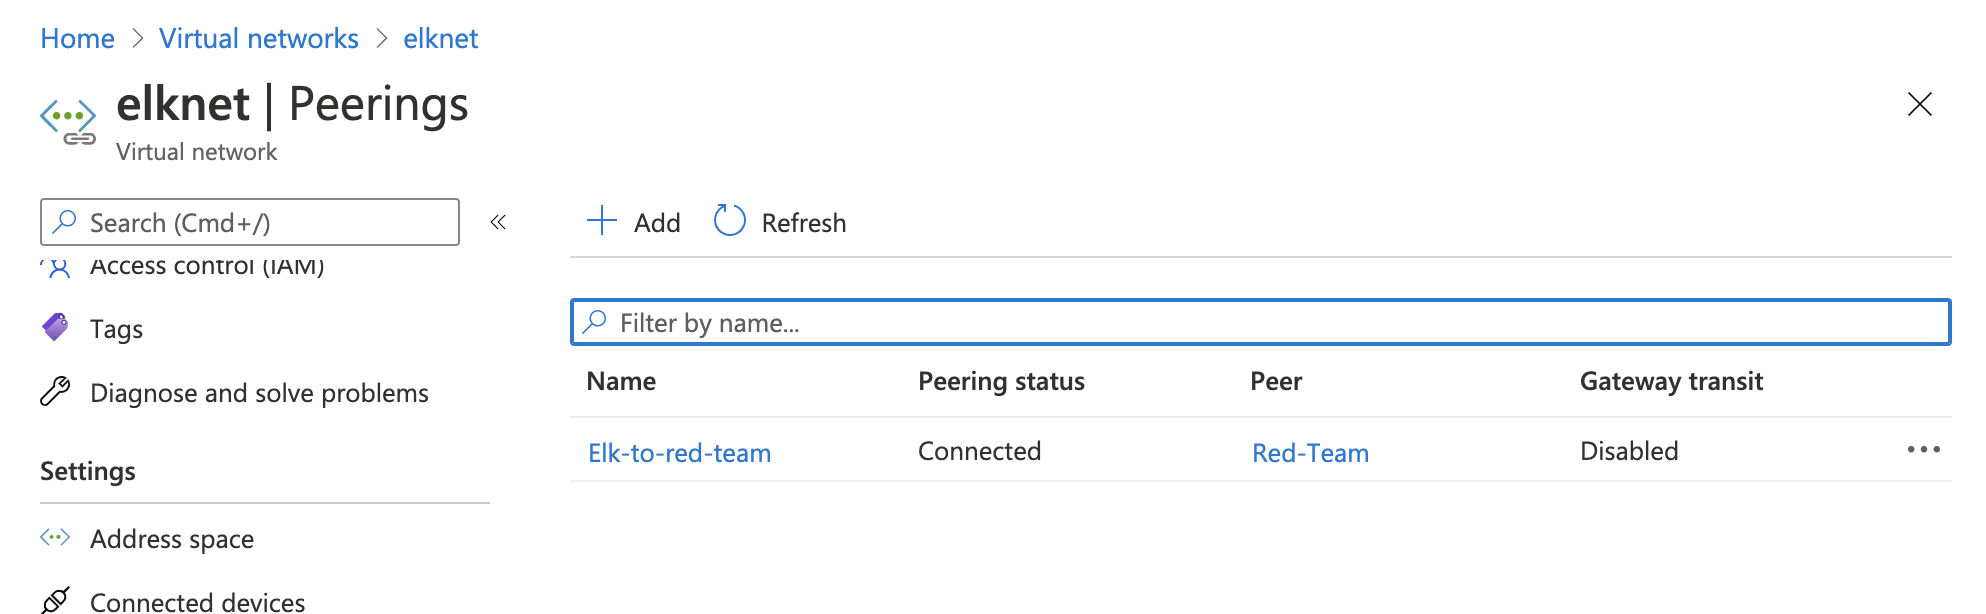 Home > Virtual networks > elknet
elknet | Peerings
Virtual network
Search (Cmd+/)
«
Access control (IAM)
Tags
Diagnose and solve problems
Settings
Address space
Connected devices
Add Refresh
Filter by name...
Name Peering status Peer Gateway transit
Elk-to-red-team Connected Red-Team Disabled